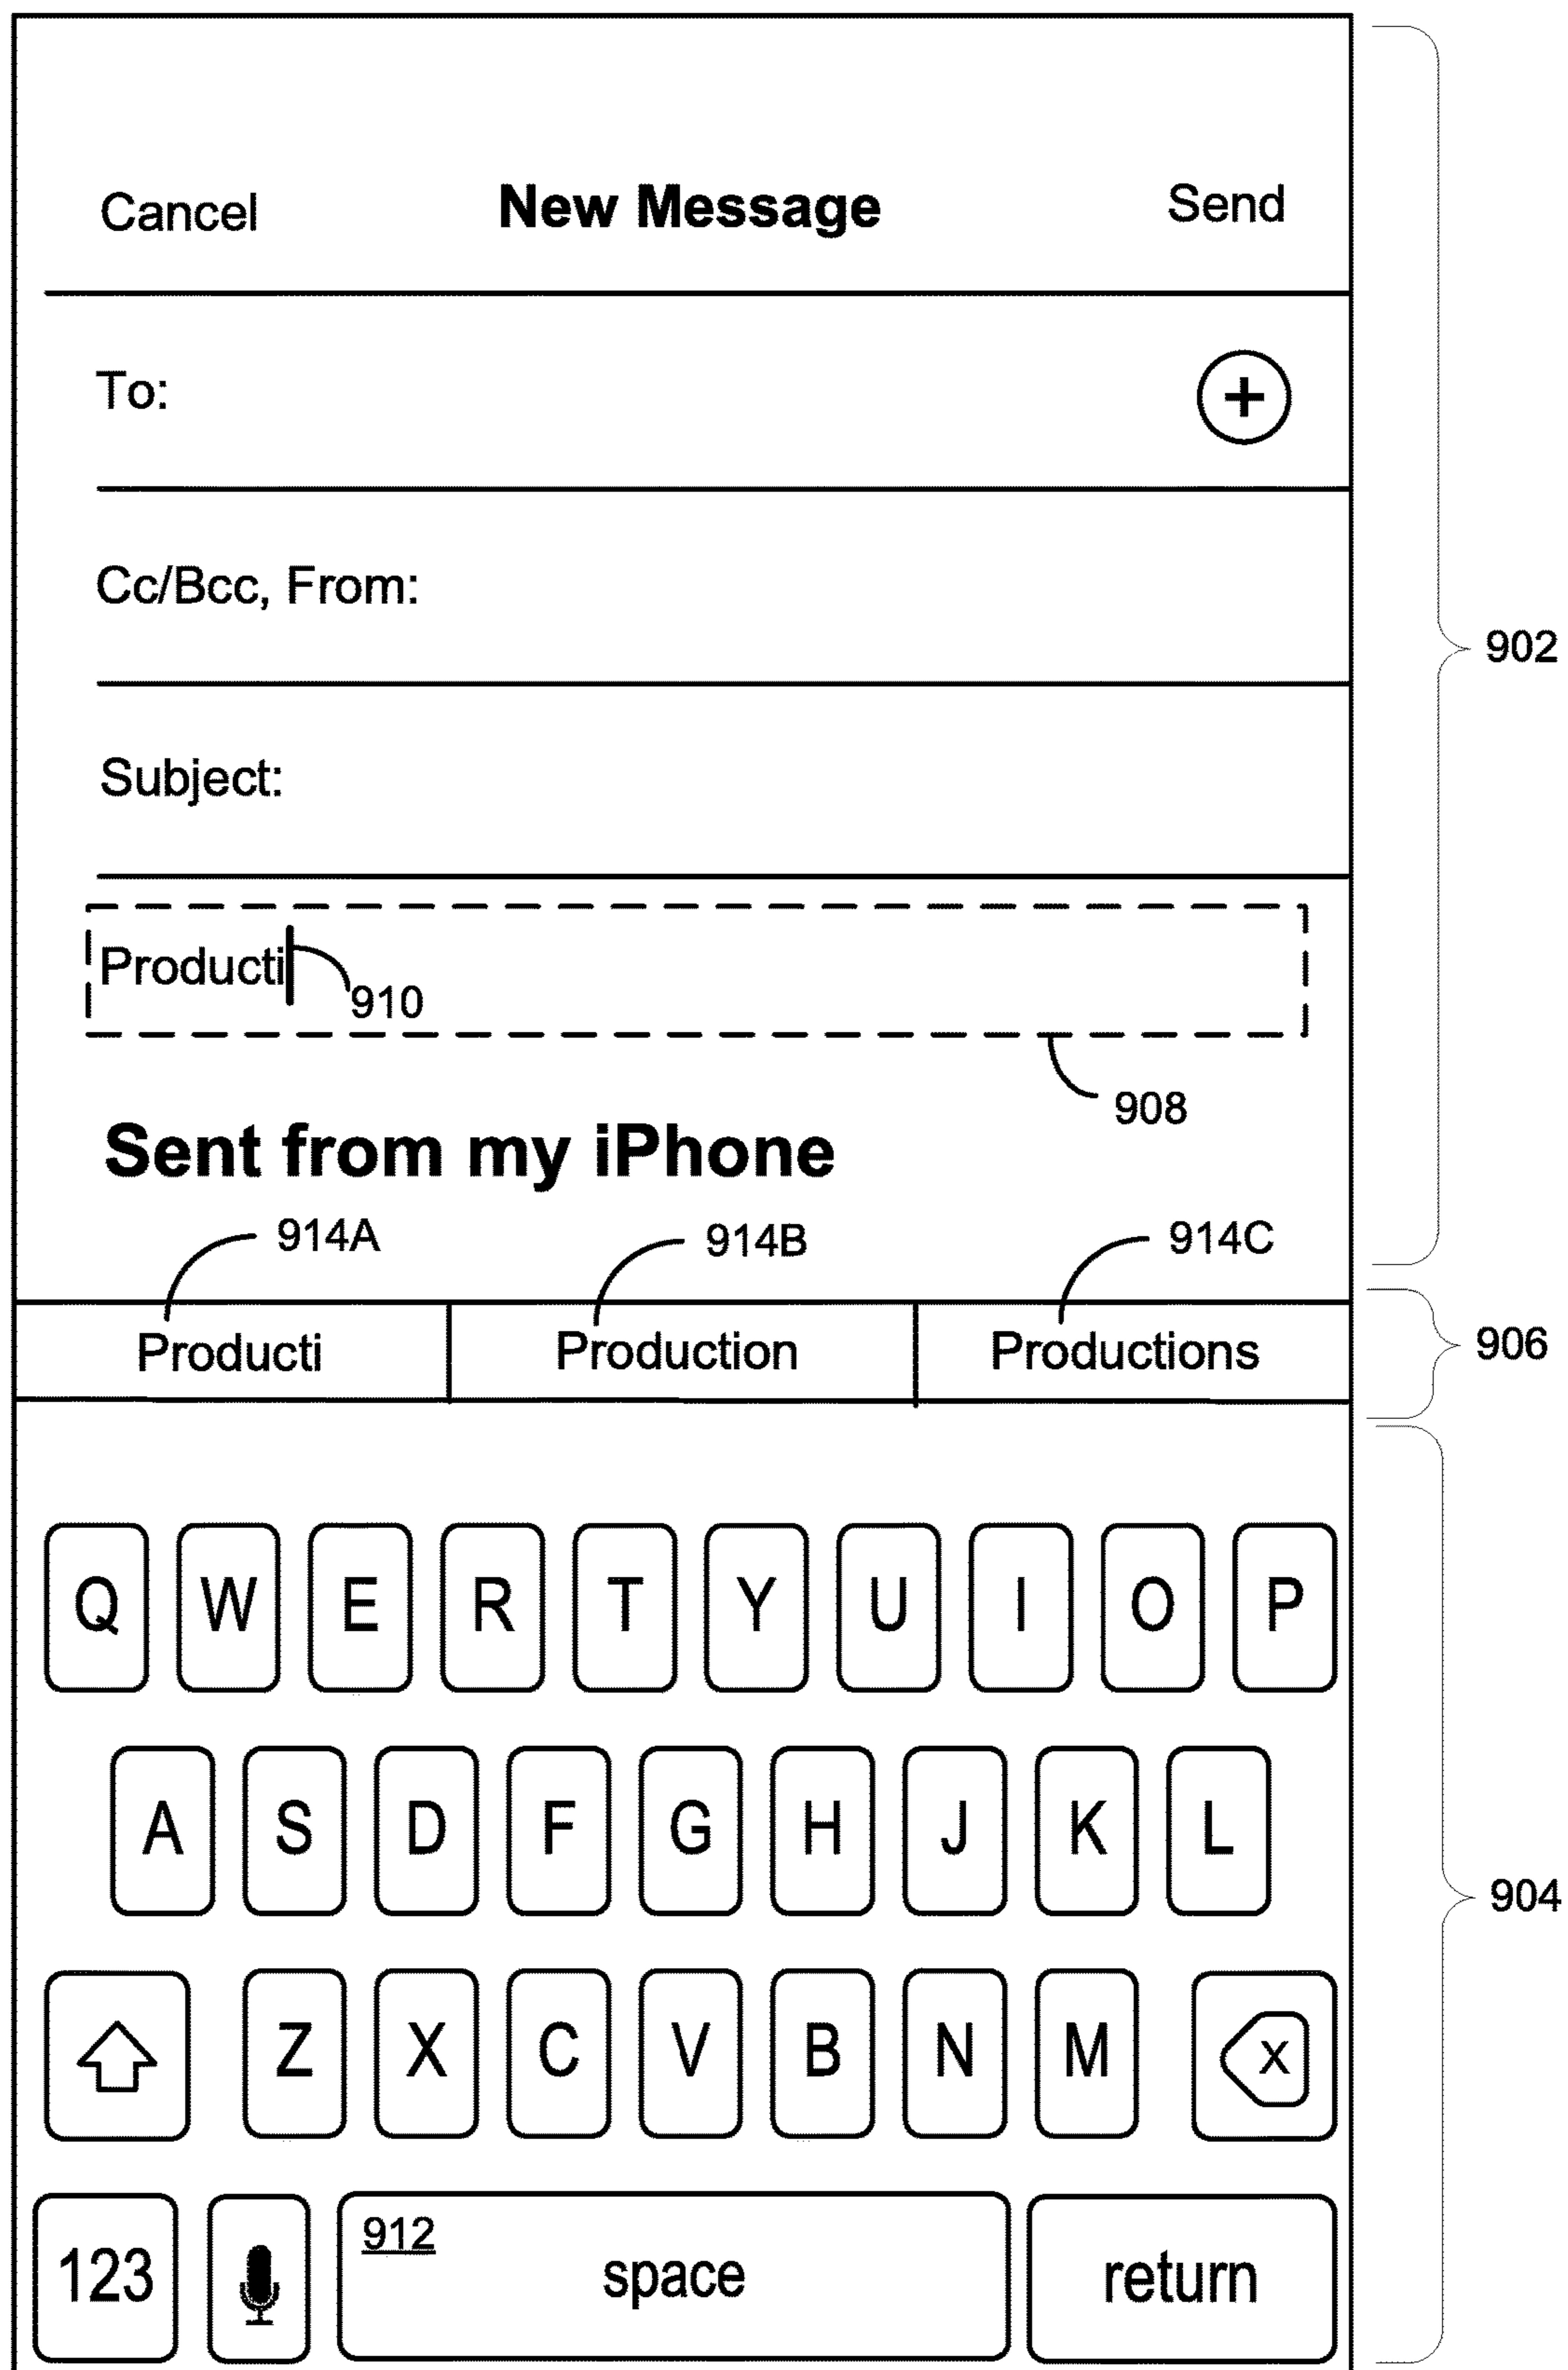 Cancel New Message Send
To: +
902
Cc/Bcc, From:
Subject:
Producti
910
908
Sent from my iPhone
914A 914B 914C
Producti Production Productions
906
Q W E R T Y U I O P
A S D F G H J K L
904
Z X C V B N M X
912
123 space return